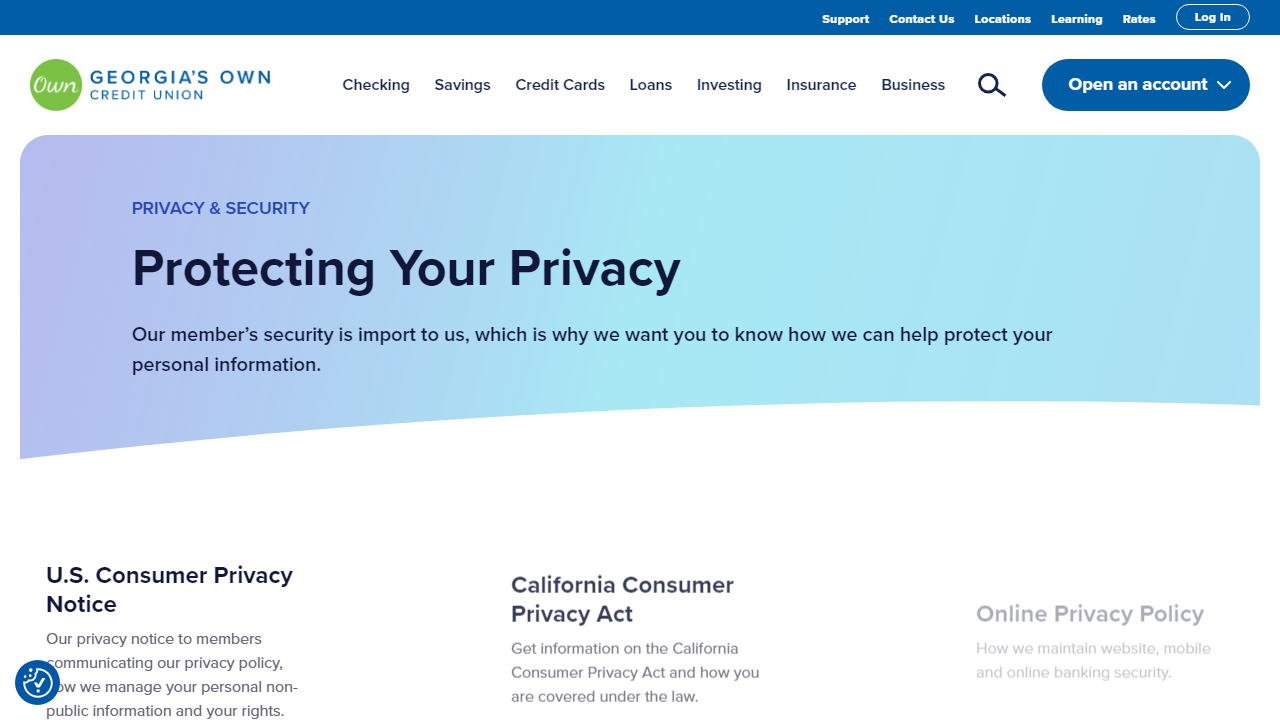 Support Contact Us Locations Learning Rates Log In
Own GEORGIA'S OWN
CREDIT UNION
Checking Savings Credit Cards Loans Investing Insurance Business Open an account
PRIVACY & SECURITY
Protecting Your Privacy
Our member’s security is import to us, which is why we want you to know how we can help protect your
personal information.
U.S. Consumer Privacy
Notice
Our privacy notice to members
communicating our privacy policy,
how we manage your personal non-
public information and your rights.
California Consumer
Privacy Act
Get information on the California
Consumer Privacy Act and how you
are covered under the law.
Online Privacy Policy
How we maintain website, mobile
and online banking security.